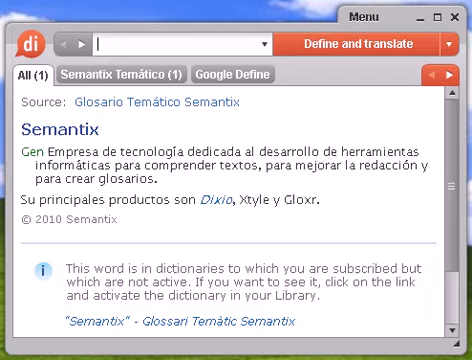 Menu
di
Define and translate
All (1)
Semantix Temático (1)
Google Define
Source: Glosario Temático Semantix
Semantix
Gen Empresa de tecnología dedicada al desarrollo de herramientas
informáticas para comprender textos, para mejorar la redacción y
para crear glosarios.
Su principales productos son Dixio, Xtyle y Gloxr.
© 2010 Semantix
i
This word is in dictionaries to which you are subscribed but
which are not active. If you want to see it, click on the link
and activate the dictionary in your Library.
"Semantix" - Glossari Temàtic Semantix